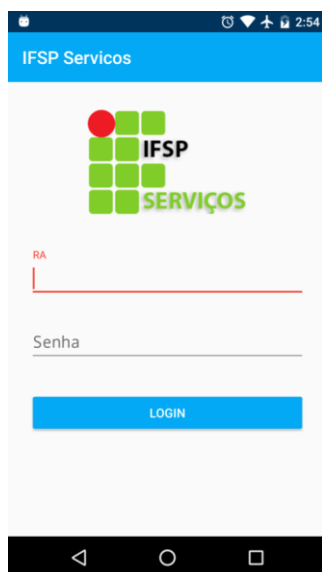 2:54
IFSP Servicos
IFSP
SERVIÇOS
RA
Senha
LOGIN